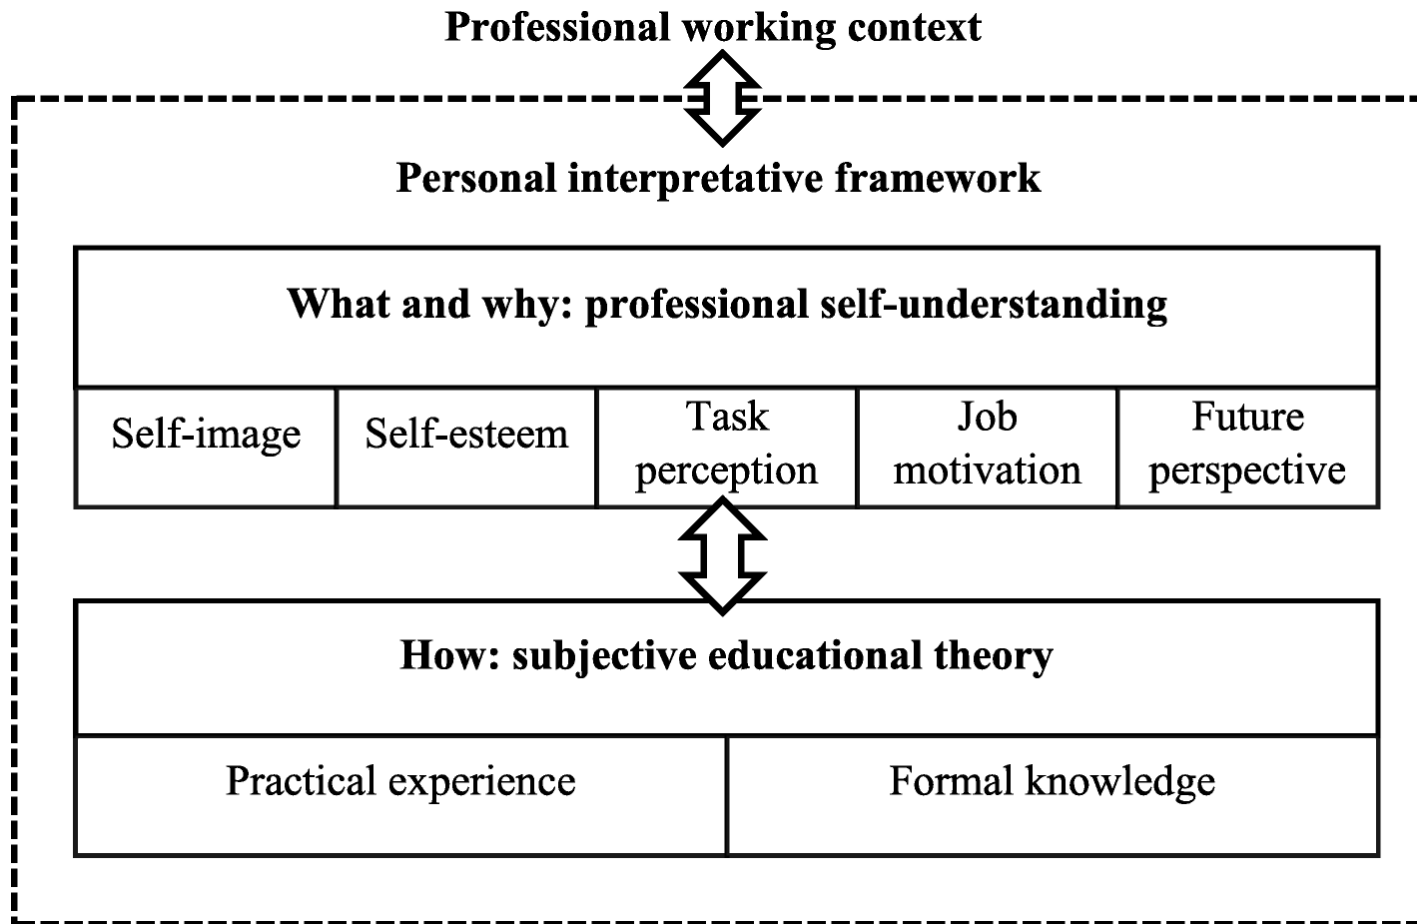 Professional working context
Personal interpretative framework
What and why: professional self-understanding
Self-image
Self-esteem
Task
perception
Job
motivation
Future
perspective
How: subjective educational theory
Practical experience
Formal knowledge